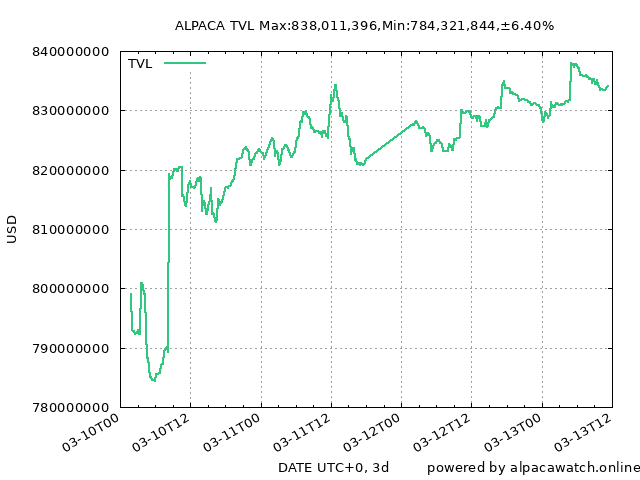 ALPACA TVL Max:838,011,396,Min:784,321,844,±6.40%
TVL
840000000
830000000
820000000
810000000
800000000
790000000
780000000
USD
03-10T00
03-10T12
03-11T00
03-11T12
03-12T00
03-12T12
03-13T00
03-13T12
DATE UTC+0, 3d
powered by alpacawatch.online